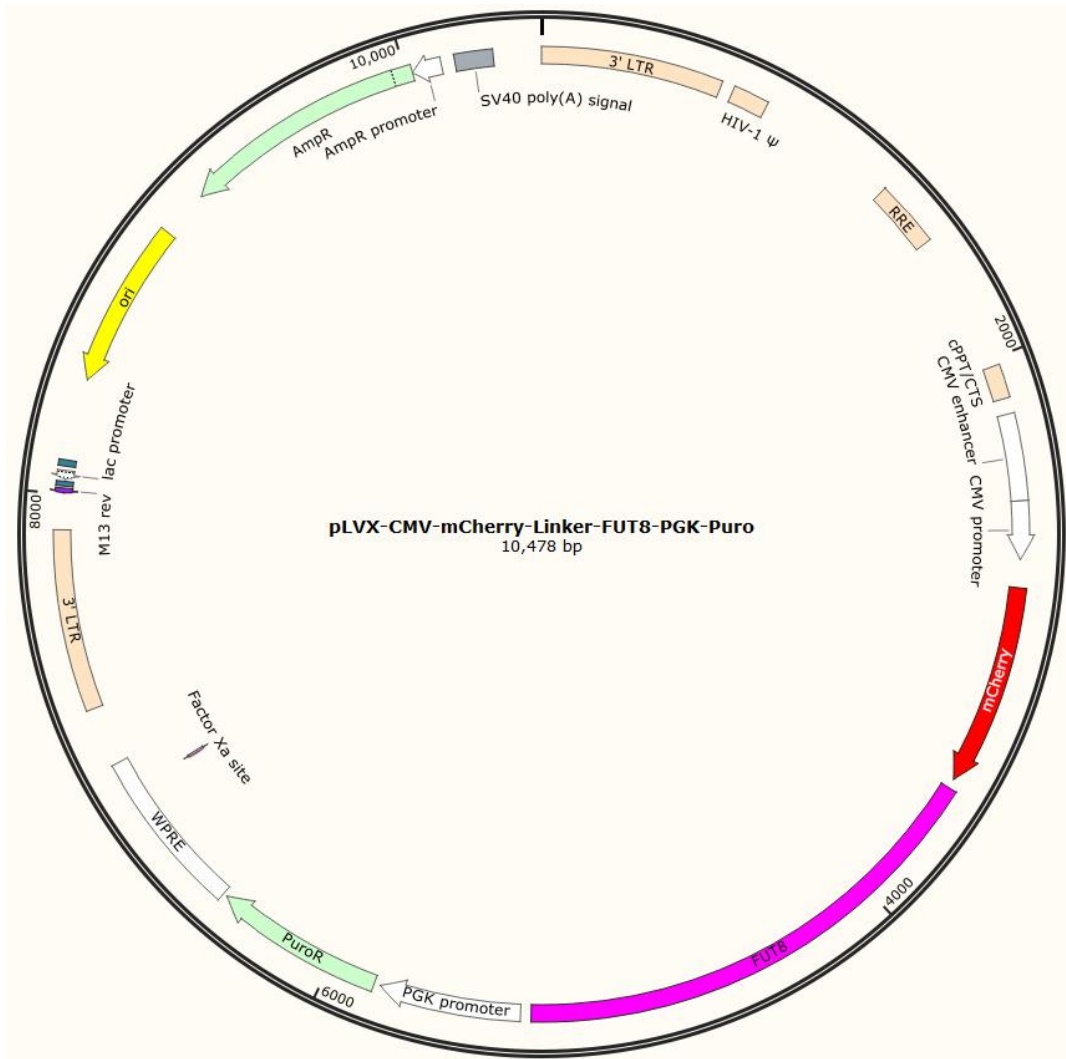 10,000
3' LTR
SV40 poly(A) signal
HIV-1 ψ
AmpR
AmpR promoter
RRE
ori
2000
cPPT/CTS
CMV enhancer
CMV promoter
lac promoter
8000
M13 rev
pLVX-CMV-mCherry-Linker-FUT8-PGK-Puro
10,478 bp
3' LTR
mCherry
Factor Xa site
WPRE
4000
FUT8
PuroR
PGK promoter
6000